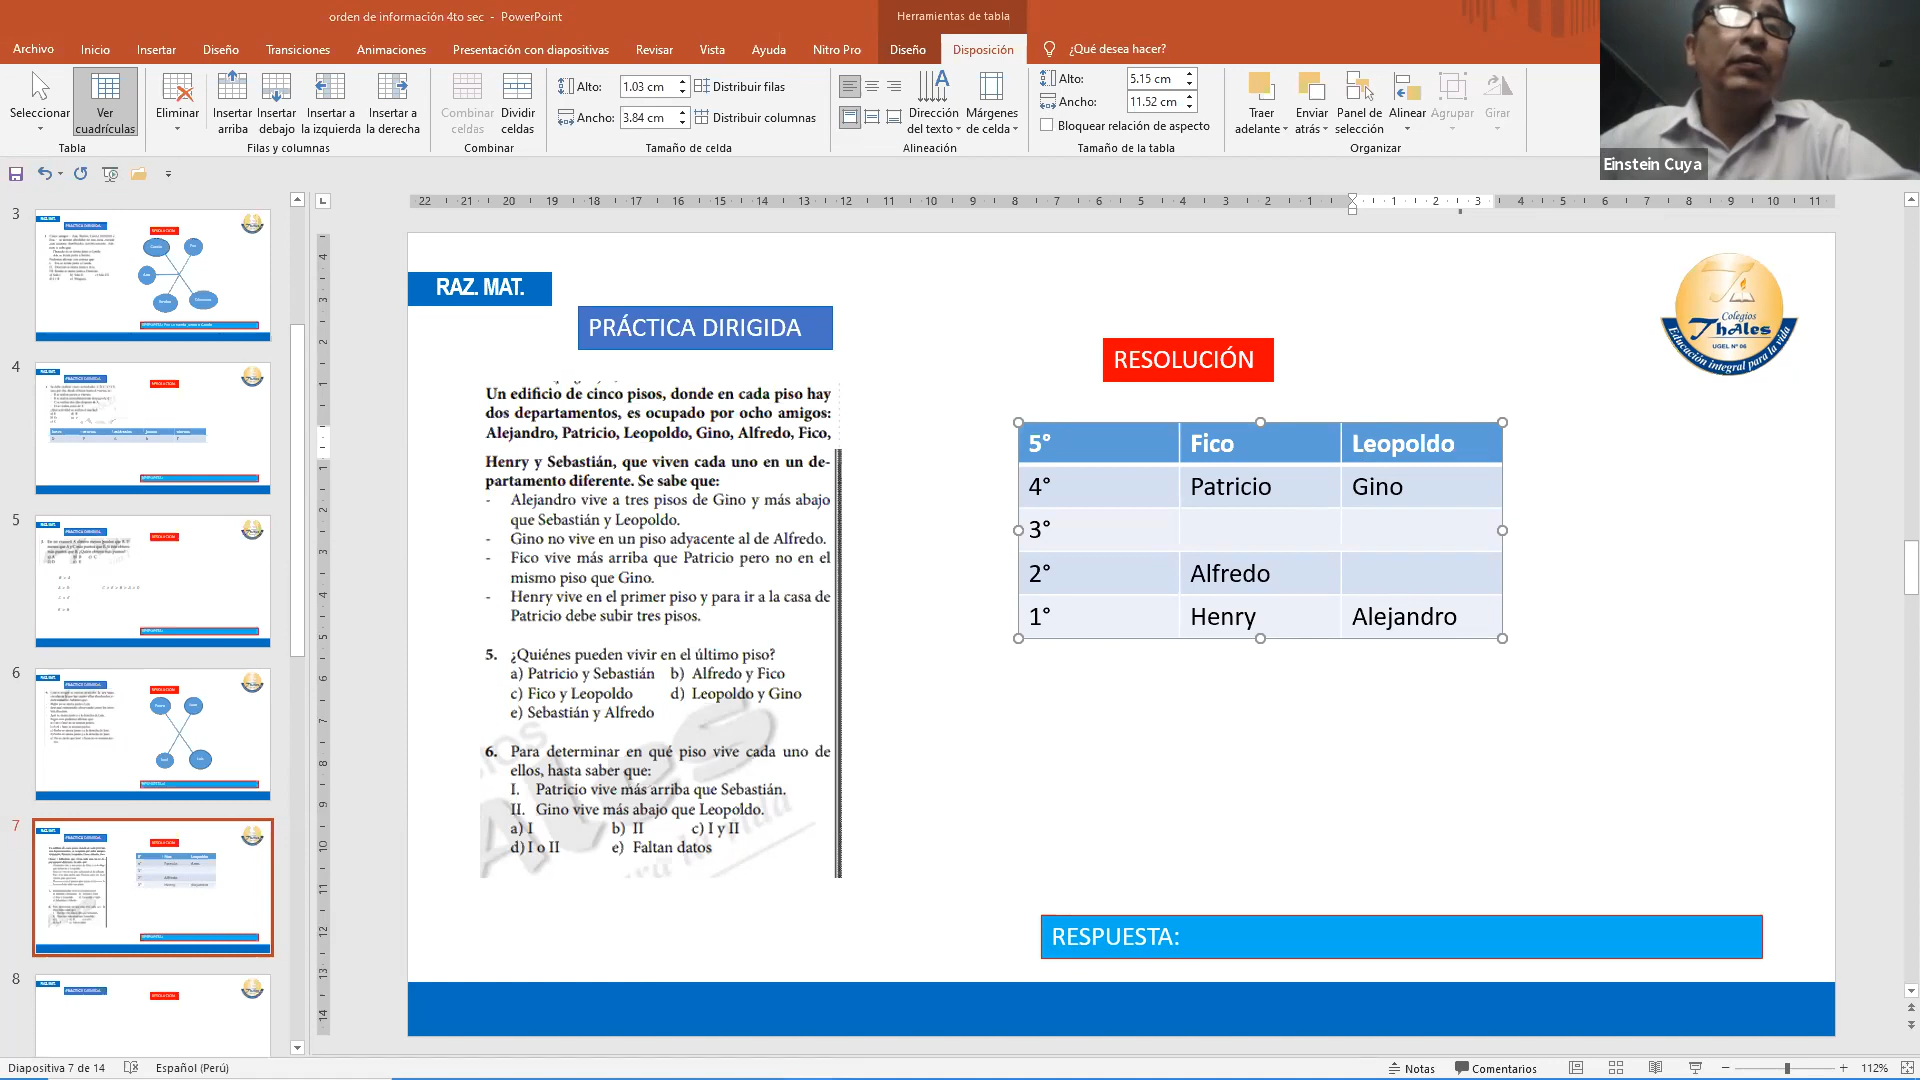 orden de información 4to sec - PowerPoint
Herramientas de tabla
Archivo Inicio Insertar Diseño Transiciones Animaciones Presentación con diapositivas Revisar Vista Ayuda Nitro Pro Diseño Disposición ¿Qué desea hacer?
Seleccionar
Ver cuadrículas
Tabla
Eliminar
Insertar arriba
Insertar debajo
Insertar a la izquierda
Insertar a la derecha
Filas y columnas
Combinar celdas
Dividir celdas
Combinar
Alto: 1.03 cm Distribuir filas
Ancho: 3.84 cm Distribuir columnas
Tamaño de celda
Dirección del texto
Márgenes de celda
Alineación
Alto: 5.15 cm
Ancho: 11.52 cm
Bloquear relación de aspecto
Tamaño de la tabla
Traer adelante
Enviar atrás
Panel de selección
Alinear
Agrupar
Girar
Organizar
Einstein Cuya
RAZ. MAT.
PRÁCTICA DIRIGIDA
RESOLUCIÓN
Colegios
Thales
UGEL Nº 06
Educación integral para la vida
Un edificio de cinco pisos, donde en cada piso hay
dos departamentos, es ocupado por ocho amigos:
Alejandro, Patricio, Leopoldo, Gino, Alfredo, Fico,
Henry y Sebastián, que viven cada uno en un de-
partamento diferente. Se sabe que:
- Alejandro vive a tres pisos de Gino y más abajo
que Sebastián y Leopoldo.
- Gino no vive en un piso adyacente al de Alfredo.
- Fico vive más arriba que Patricio pero no en el
mismo piso que Gino.
- Henry vive en el primer piso y para ir a la casa de
Patricio debe subir tres pisos.
5. ¿Quiénes pueden vivir en el último piso?
a) Patricio y Sebastián b) Alfredo y Fico
c) Fico y Leopoldo d) Leopoldo y Gino
e) Sebastián y Alfredo
6. Para determinar en qué piso vive cada uno de
ellos, hasta saber que:
I. Patricio vive más arriba que Sebastián.
II. Gino vive más abajo que Leopoldo.
a) I b) II c) I y II
d) I o II e) Faltan datos
5° Fico Leopoldo
4° Patricio Gino
3°
2° Alfredo
1° Henry Alejandro
RESPUESTA:
3
4
5
6
7
8
Diapositiva 7 de 14 Español (Perú) Notas Comentarios 112%